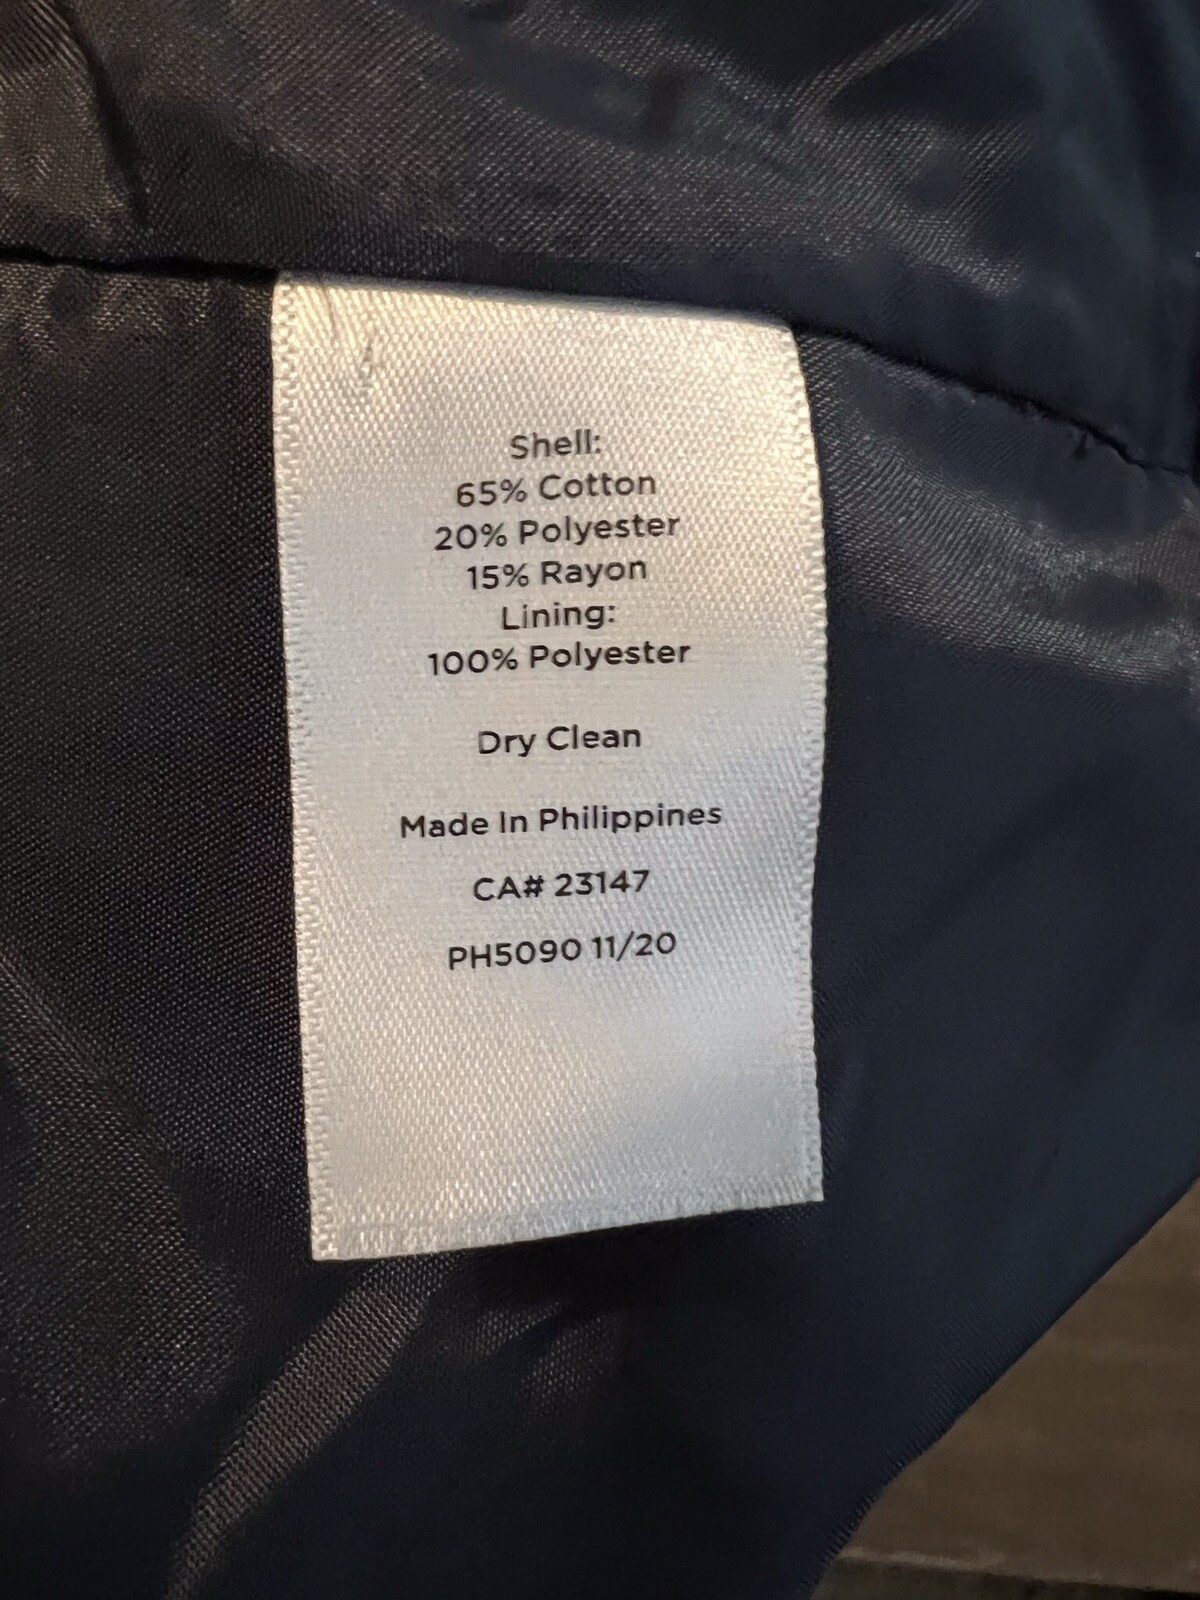 Shell:
65% Cotton
20% Polyester
15% Rayon
Lining:
100% Polyester
Dry Clean
Made In Philippines
CA# 23147
PH5090 11/20